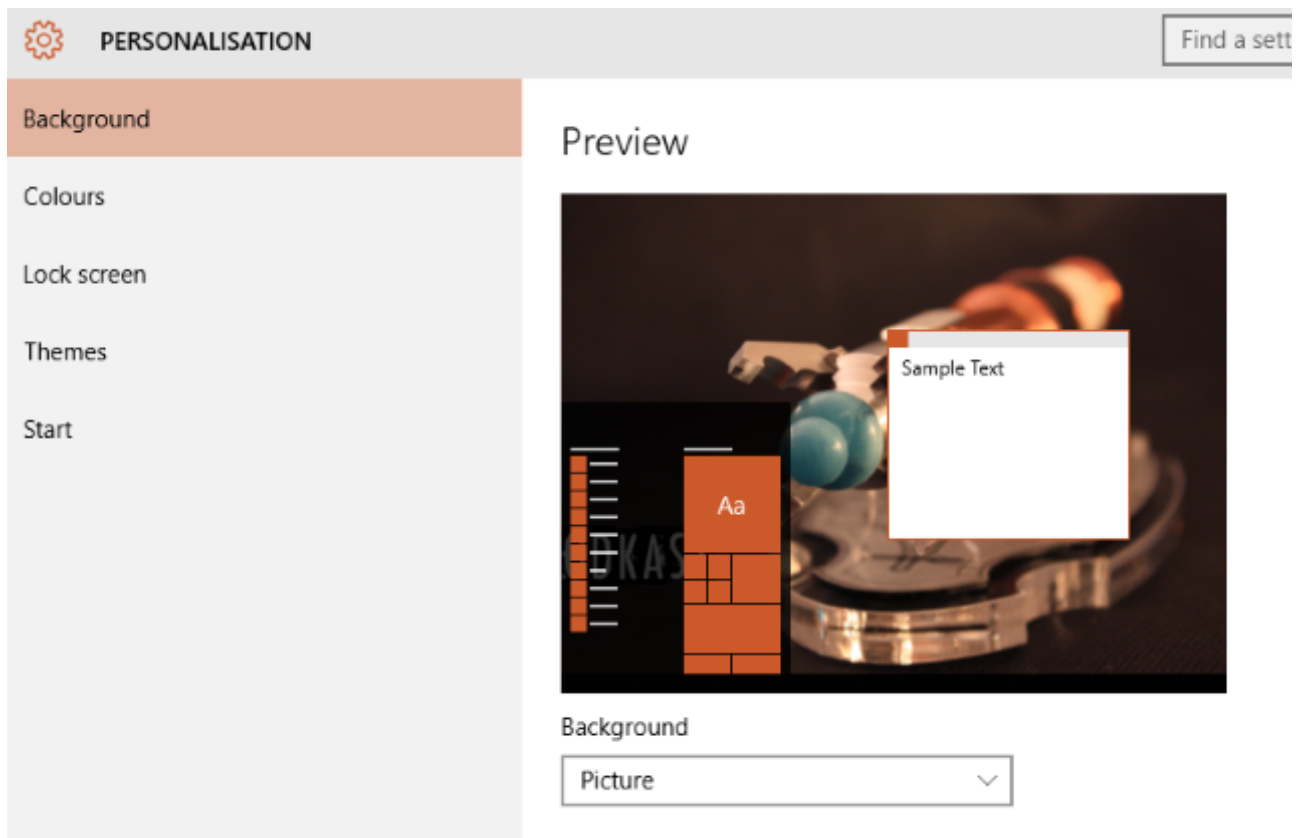 PERSONALISATION
Find a sett
Background
Colours
Lock screen
Themes
Start
Preview
Sample Text
Aa
Background
Picture